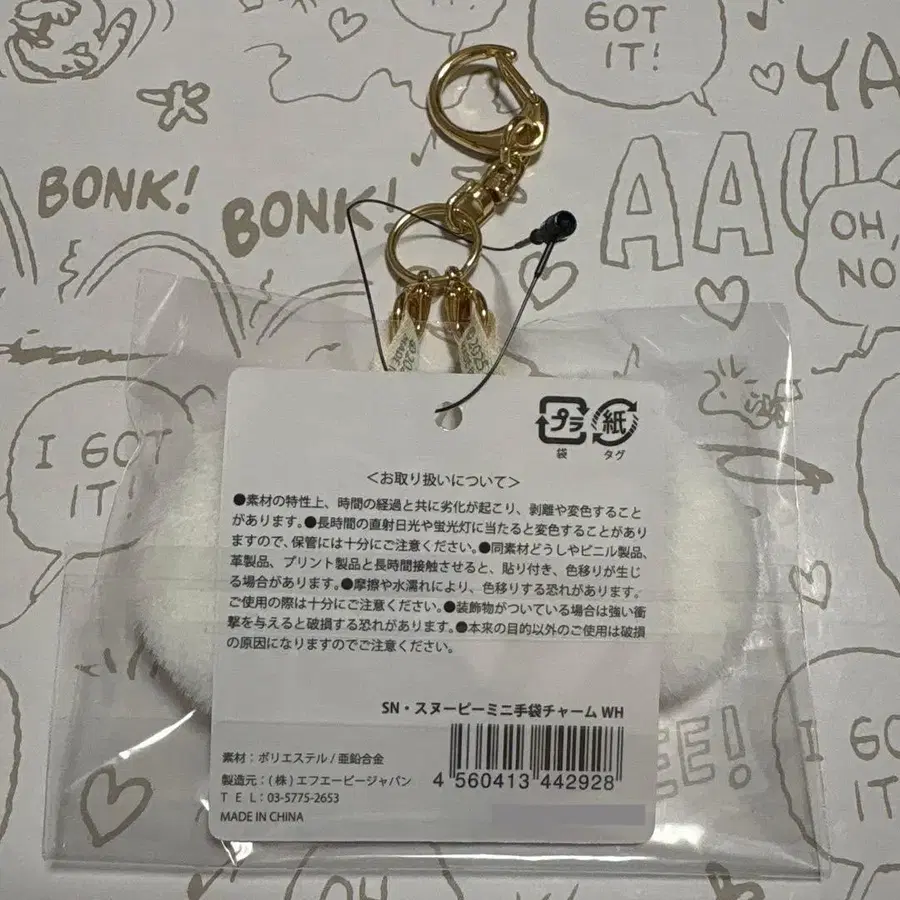 GOT
IT!
YA
BONK!
BONK!
AAU
OH,
NO
I GOT
IT!
プラ
紙
袋
タグ
＜お取り扱いについて＞
●素材の特性上、時間の経過と共に劣化が起こり、剥離や変色すること
があります。●長時間の直射日光や蛍光灯に当たると変色することがあり
ますので、保管には十分にご注意ください。●同素材どうしやビニル製品、
革製品、プリント製品と長時間接触させると、貼り付き、色移りが生じ
る場合があります。●摩擦や水濡れにより、色移りする恐れがあります。
ご使用の際は十分にご注意ください。●装飾物がついている場合は強い衝
撃を与えると破損する恐れがあります。●本来の目的以外のご使用は破損
の原因になりますのでご注意ください。
SN・スヌーピーミニ手袋チャーム WH
素材：ポリエステル / 亜鉛合金
製造元：(株) エフエービージャパン
TEL：03-5775-2653
MADE IN CHINA
4 560413 442928
EE!
GO
IT